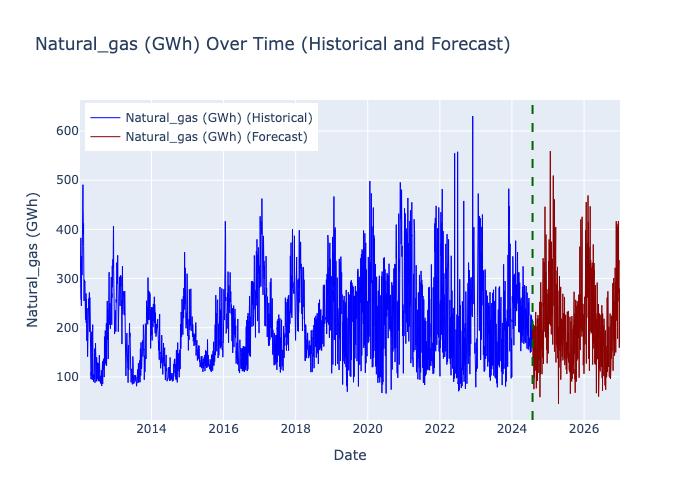 Natural_gas (GWh) Over Time (Historical and Forecast)
Natural_gas (GWh) (Historical)
Natural_gas (GWh) (Forecast)
600
500
400
300
200
100
Natural_gas (GWh)
2014
2016
2018
2020
2022
2024
2026
Date